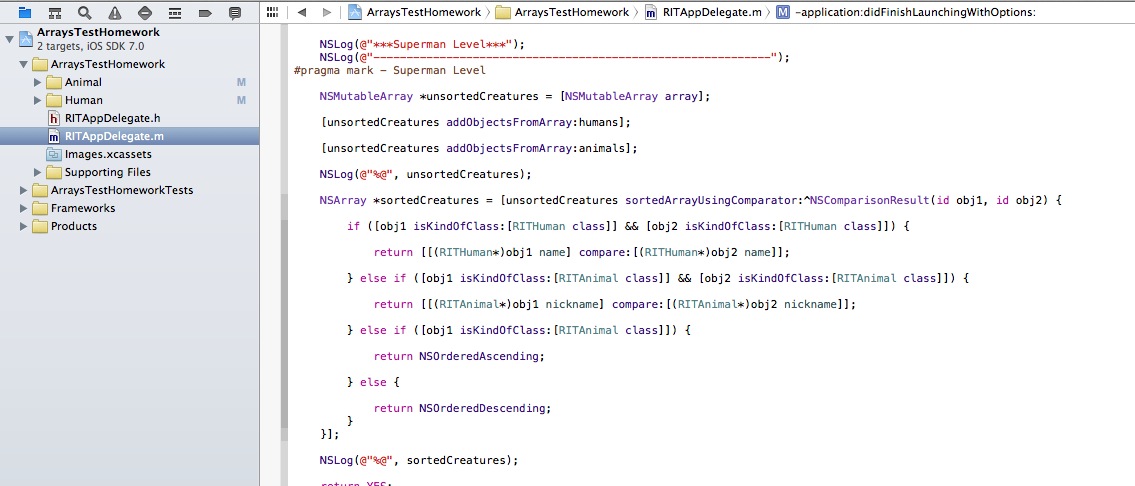 ArraysTestHomework
2 targets, iOS SDK 7.0
ArraysTestHomework
Animal M
Human M
RITAppDelegate.h
RITAppDelegate.m
Images.xcassets
Supporting Files
ArraysTestHomeworkTests
Frameworks
Products
ArraysTestHomework ArraysTestHomework RITAppDelegate.m M -application:didFinishLaunchingWithOptions:
NSLog(@"***Superman Level***");
NSLog(@"------------------------------------------------------------");
#pragma mark - Superman Level
NSMutableArray *unsortedCreatures = [NSMutableArray array];
[unsortedCreatures addObjectsFromArray:humans];
[unsortedCreatures addObjectsFromArray:animals];
NSLog(@"%@", unsortedCreatures);
NSArray *sortedCreatures = [unsortedCreatures sortedArrayUsingComparator:^NSComparisonResult(id obj1, id obj2) {
if ([obj1 isKindOfClass:[RITHuman class]] && [obj2 isKindOfClass:[RITHuman class]]) {
return [[(RITHuman*)obj1 name] compare:[(RITHuman*)obj2 name]];
} else if ([obj1 isKindOfClass:[RITAnimal class]] && [obj2 isKindOfClass:[RITAnimal class]]) {
return [[(RITAnimal*)obj1 nickname] compare:[(RITAnimal*)obj2 nickname]];
} else if ([obj1 isKindOfClass:[RITAnimal class]]) {
return NSOrderedAscending;
} else {
return NSOrderedDescending;
}
}];
NSLog(@"%@", sortedCreatures);
return YES;